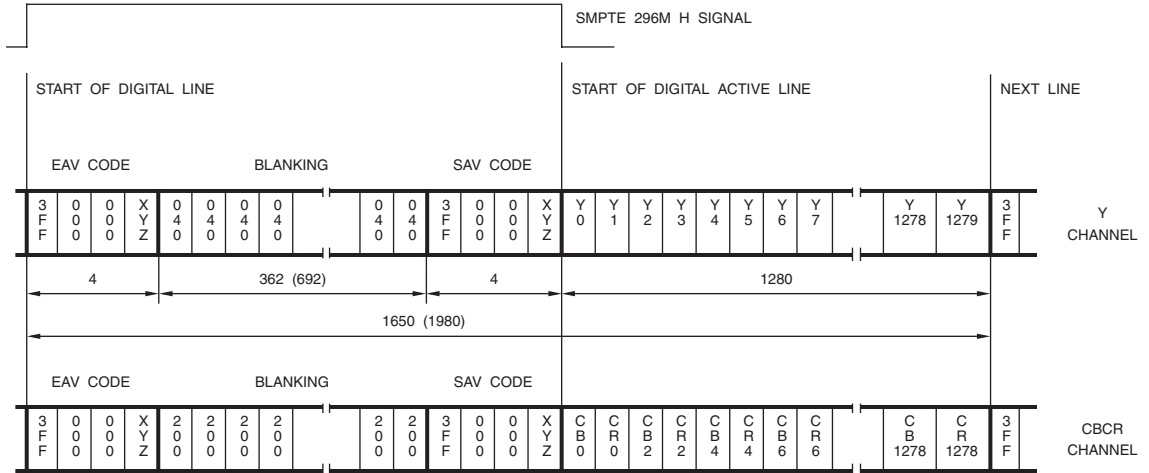 SMPTE 296M H SIGNAL
START OF DIGITAL LINE
START OF DIGITAL ACTIVE LINE
NEXT LINE
EAV CODE
BLANKING
SAV CODE
3FF 000 000 XYZ 040 040 040 040 040 040 3FF 000 000 XYZ Y0 Y1 Y2 Y3 Y4 Y5 Y6 Y7 Y1278 Y1279 3FF
Y CHANNEL
4
362 (692)
4
1280
1650 (1980)
EAV CODE
BLANKING
SAV CODE
3FF 000 000 XYZ 200 200 200 200 200 200 3FF 000 000 XYZ CB0 CR0 CB2 CR2 CB4 CR4 CB6 CR6 CB1278 CR1278 3FF
CBCR CHANNEL